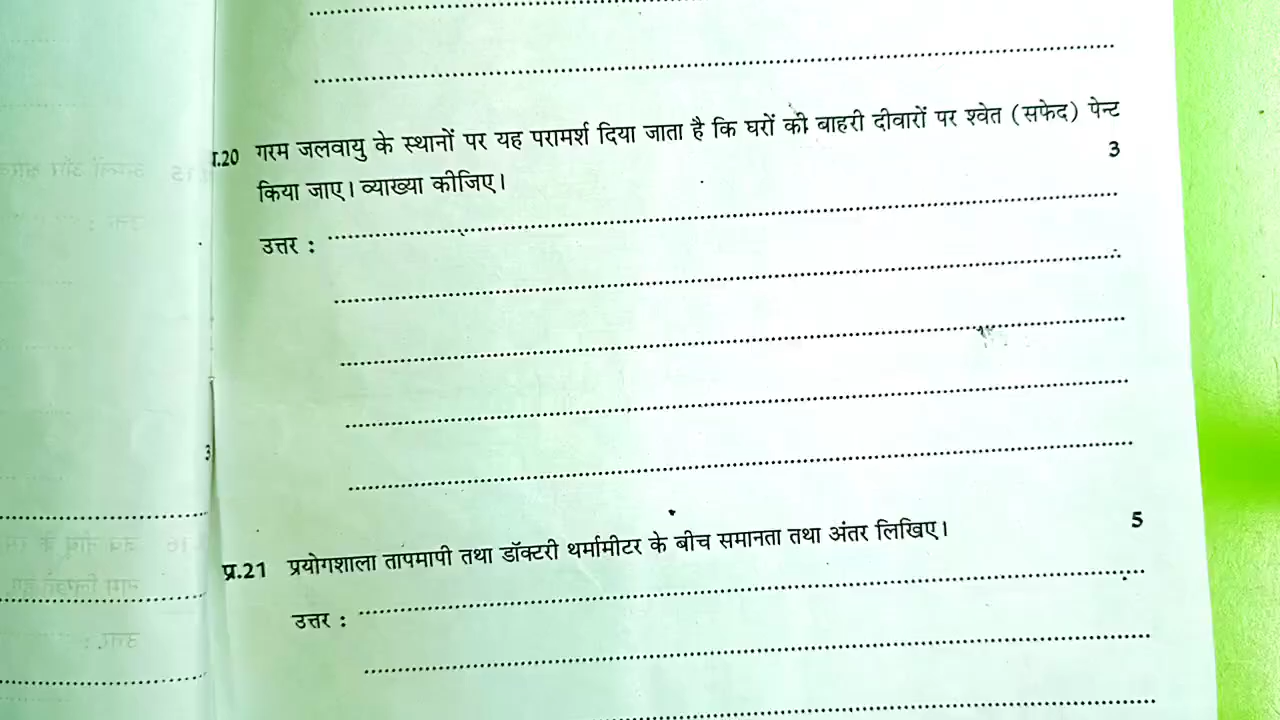 प्र.20 गरम जलवायु के स्थानों पर यह परामर्श दिया जाता है कि घरों की बाहरी दीवारों पर श्वेत (सफेद) पेन्ट
किया जाए। व्याख्या कीजिए। 3
उत्तर :
3
प्र.21 प्रयोगशाला तापमापी तथा डॉक्टरी थर्मामीटर के बीच समानता तथा अंतर लिखिए। 5
उत्तर :